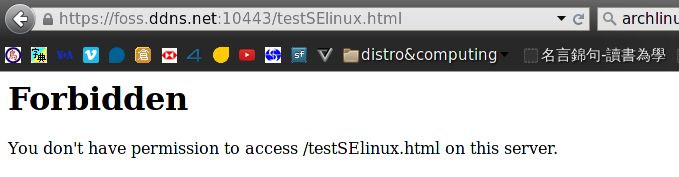 https://foss.ddns.net:10443/testSElinux.html archlinu
VOA distro&computing 名言錦句-讀書為學
Forbidden
You don't have permission to access /testSElinux.html on this server.